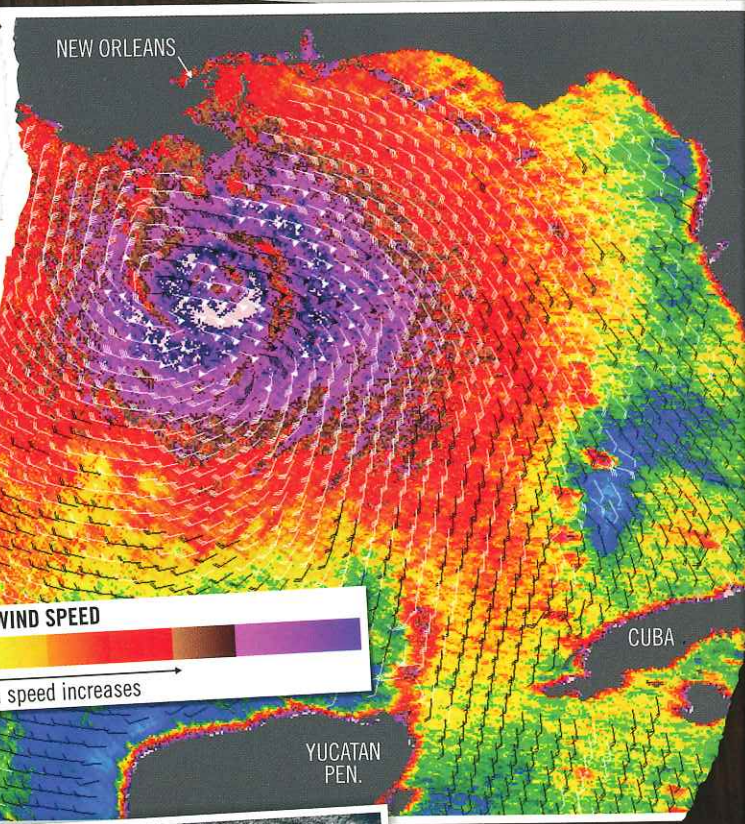 NEW ORLEANS
WIND SPEED
speed increases
CUBA
YUCATAN
PEN.